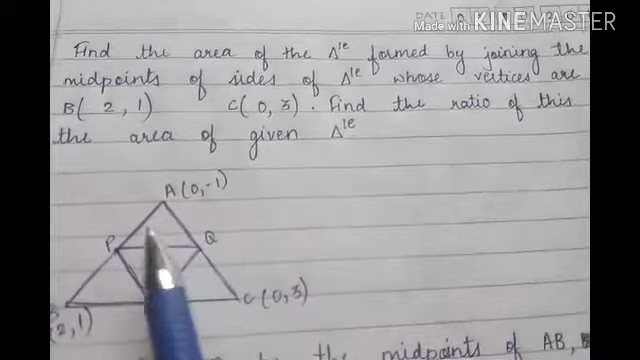 Made with KINEMASTER
DATE
Find the area of the Δle formed by joining the
midpoints of sides of Δle whose vertices are
B(2, 1) C(0, 3). Find the ratio of this
the area of given Δle
A(0,-1)
P Q
C(0,3)
2,1)
the midpoints of AB,